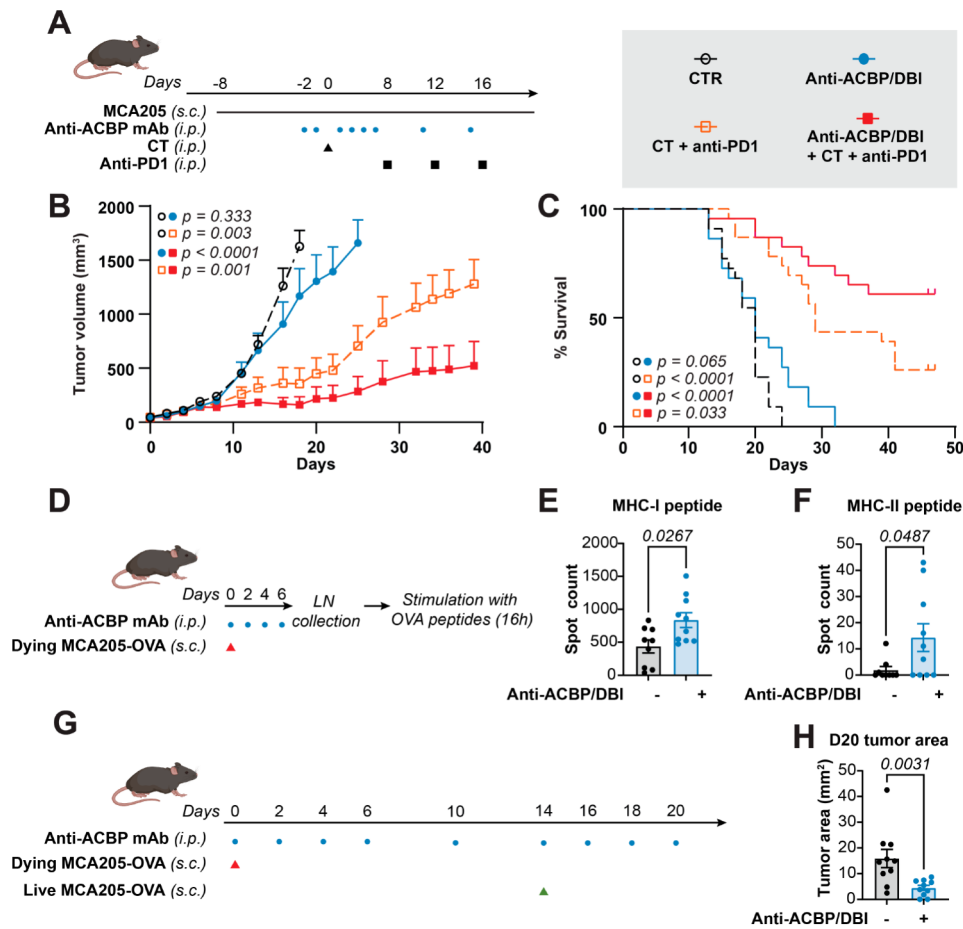 A
Days -8 -2 0 8 12 16
MCA205 (s.c.)
Anti-ACBP mAb (i.p.)
CT (i.p.)
Anti-PD1 (i.p.)
CTR
Anti-ACBP/DBI
CT + anti-PD1
Anti-ACBP/DBI
+ CT + anti-PD1
B
Tumor volume (mm³)
2000
1500
1000
500
0
p = 0.333
p = 0.003
p < 0.0001
p = 0.001
0 10 20 30 40
Days
C
% Survival
100
50
0
p = 0.065
p < 0.0001
p < 0.0001
p = 0.033
0 10 20 30 40 50
Days
D
Days 0 2 4 6
Anti-ACBP mAb (i.p.)
Dying MCA205-OVA (s.c.)
LN
collection
Stimulation with
OVA peptides (16h)
E
MHC-I peptide
0.0267
Spot count
2000
1500
1000
500
0
Anti-ACBP/DBI - +
F
MHC-II peptide
0.0487
Spot count
50
40
30
20
10
0
Anti-ACBP/DBI - +
G
Days 0 2 4 6 10 14 16 18 20
Anti-ACBP mAb (i.p.)
Dying MCA205-OVA (s.c.)
Live MCA205-OVA (s.c.)
H
D20 tumor area
0.0031
Tumor area (mm²)
50
40
30
20
10
0
Anti-ACBP/DBI - +